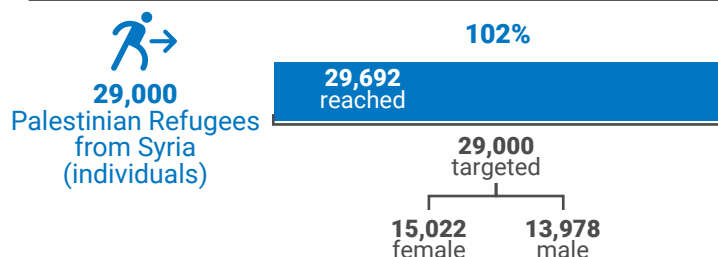 102%
29,000
Palestinian Refugees
from Syria
(individuals)
29,692
reached
29,000
targeted
15,022
female
13,978
male